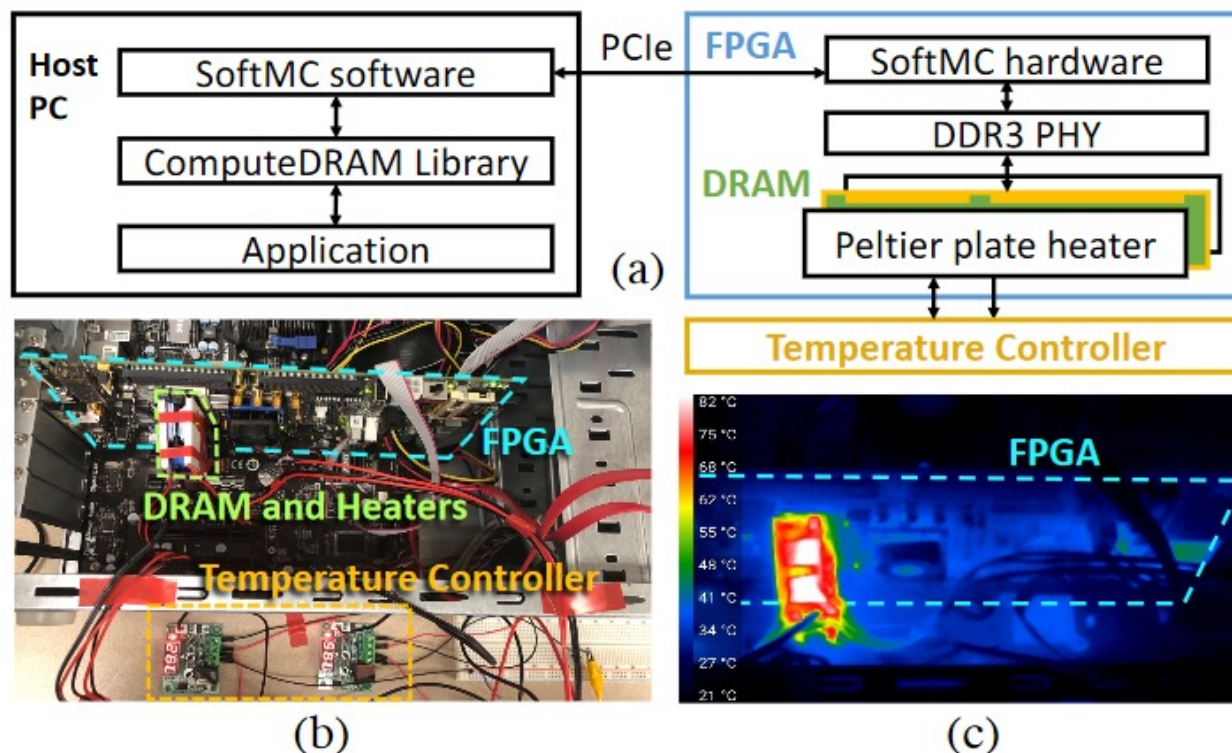 Host
PC
SoftMC software
ComputeDRAM Library
Application
PCIe
FPGA
SoftMC hardware
DDR3 PHY
DRAM
Peltier plate heater
(a)
Temperature Controller
FPGA
DRAM and Heaters
Temperature Controller
(b)
82 °C
75 °C
68 °C
62 °C
55 °C
48 °C
41 °C
34 °C
27 °C
21 °C
FPGA
(c)